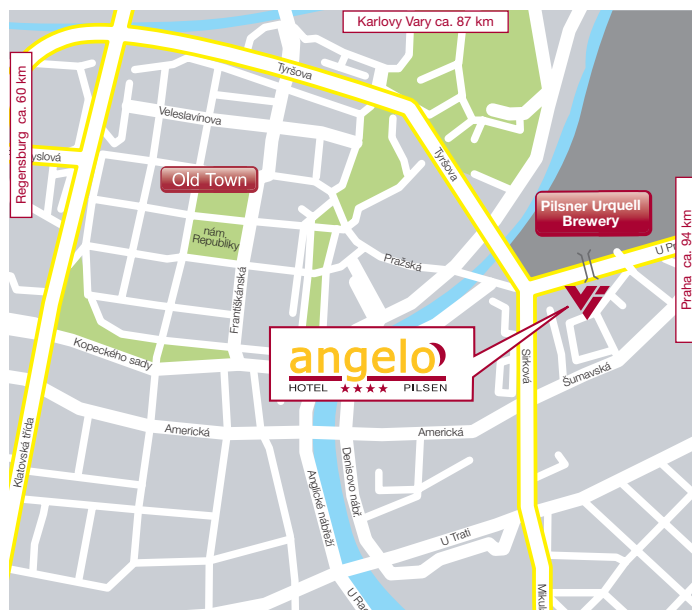 Karlovy Vary ca. 87 km
Regensburg ca. 60 km
Tyršova
Veleslavínova
Tyršova
Old Town
Pilsner Urquell
Brewery
nám.
Republiky
Pražská
Praha ca. 94 km
Františkánská
Kopeckého sady
angelo
HOTEL ★★★★ PILSEN
Sirková
Šumavská
Klatovská třída
Americká
Americká
Anglické nábřeží
Denisovo nábř.
U Trati